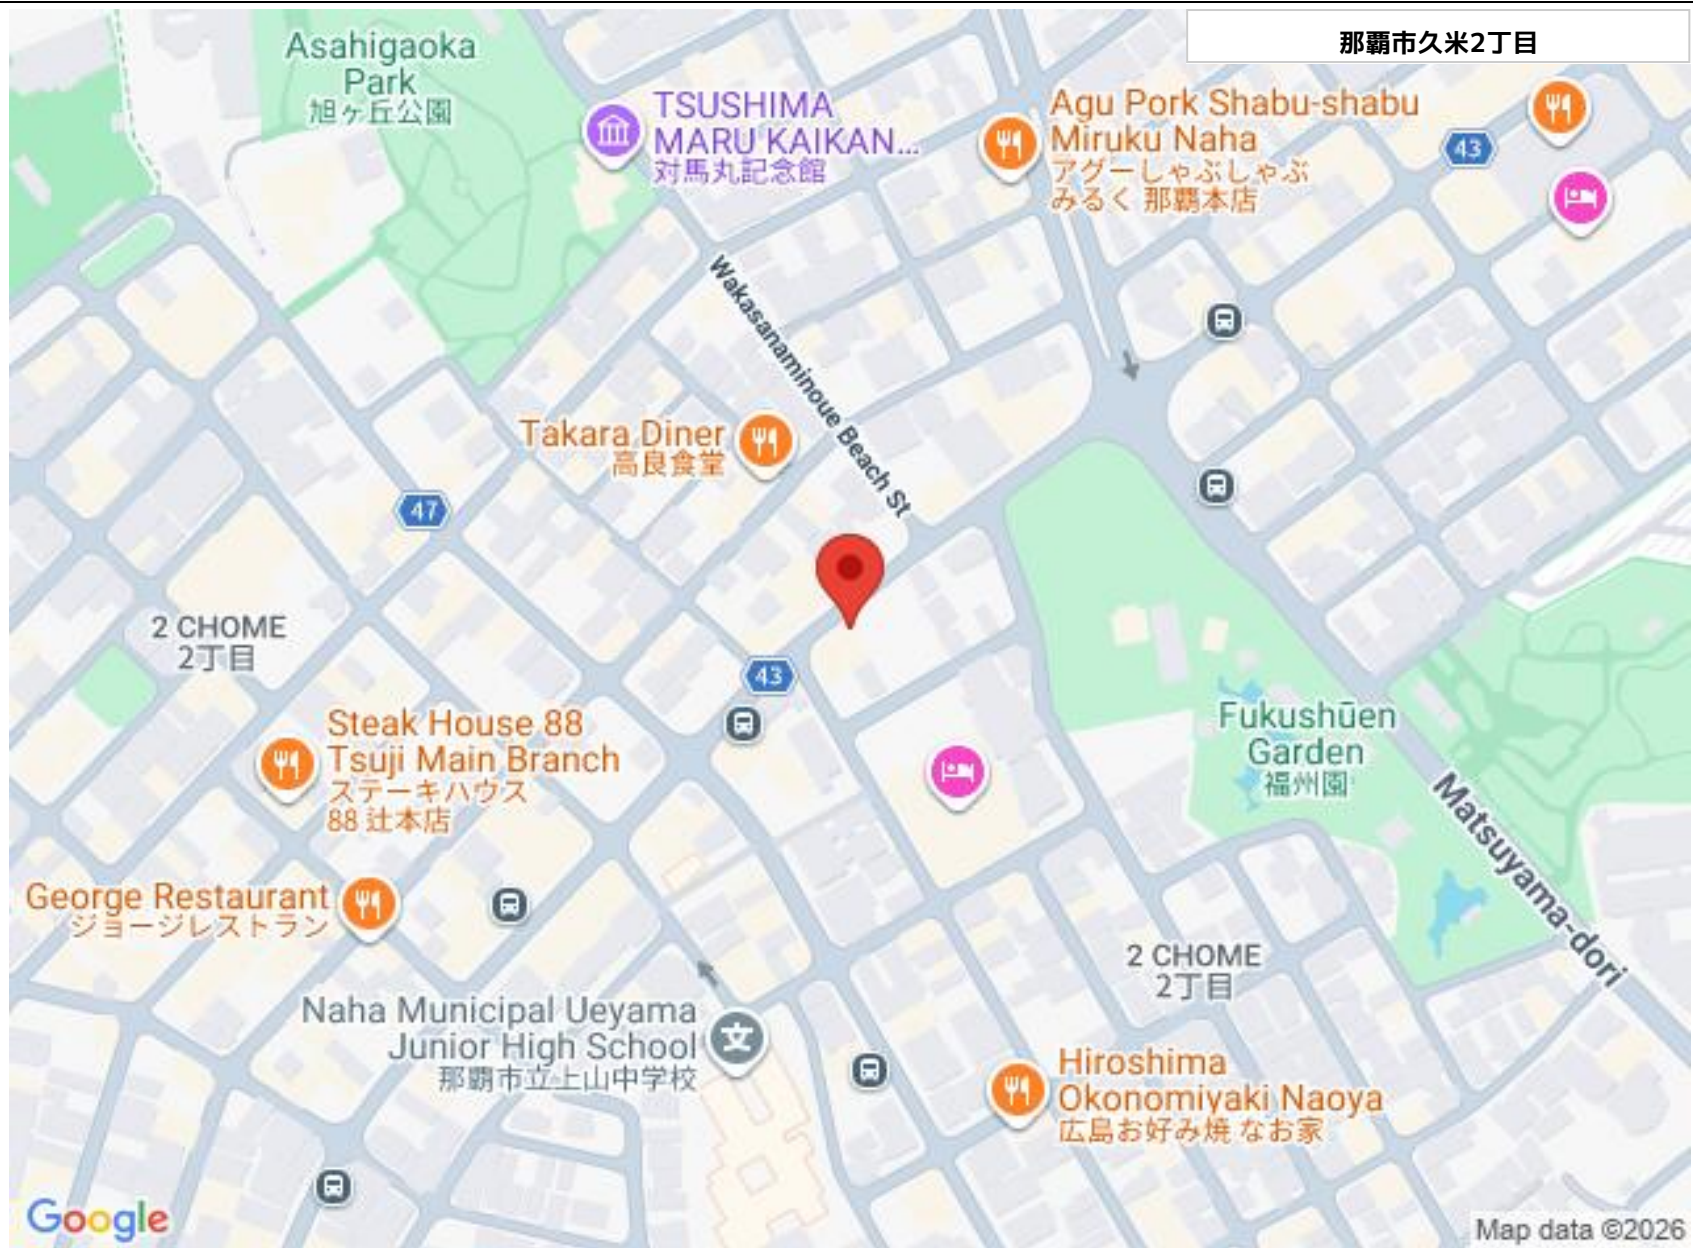 那覇市久米2丁目
Asahigaoka
Park
旭ヶ丘公園
TSUSHIMA
MARU KAIKAN...
対馬丸記念館
Agu Pork Shabu-shabu
Miruku Naha
アグーしゃぶしゃぶ
みるく 那覇本店
43
Wakasanaminoue Beach St
Takara Diner
高良食堂
47
2 CHOME
2丁目
43
Steak House 88
Tsuji Main Branch
ステーキハウス
88 辻本店
Fukushūen
Garden
福州園
Matsuyama-dori
George Restaurant
ジョージレストラン
2 CHOME
2丁目
Naha Municipal Ueyama
Junior High School
那覇市立上山中学校
文
Hiroshima
Okonomiyaki Naoya
広島お好み焼 なお家
Google
Map data ©2026